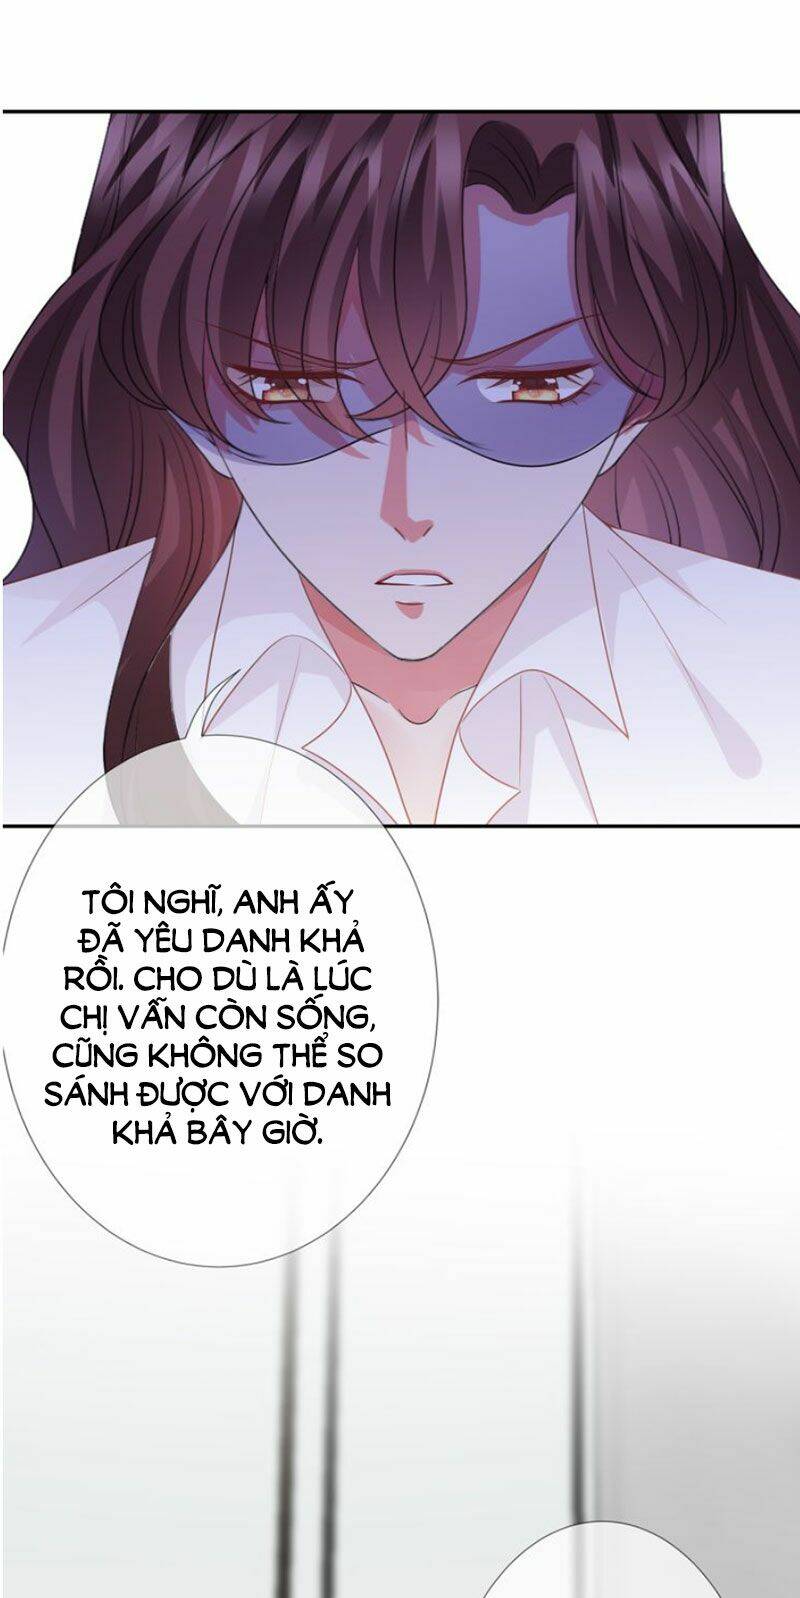 TÔI NGHĨ, ANH ẤY
ĐÃ YÊU DANH KHẢ
RỒI. CHO DÙ LÀ LÚC
CHỊ VẪN CÒN SỐNG,
CŨNG KHÔNG THỂ SO
SÁNH ĐƯỢC VỚI DANH
KHẢ BÂY GIỜ.